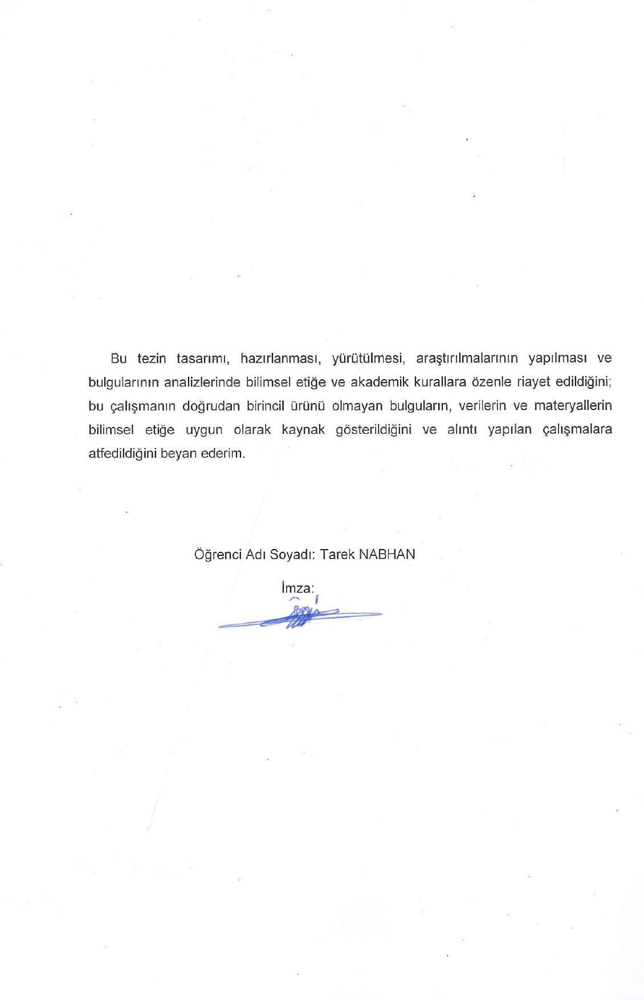 Bu tezin tasarımı, hazırlanması, yürütülmesi, araştırılmalarının yapılması ve
bulgularının analizlerinde bilimsel etiğe ve akademik kurallara özenle riayet edildiğini;
bu çalışmanın doğrudan birincil ürünü olmayan bulguların, verilerin ve materyallerin
bilimsel etiğe uygun olarak kaynak gösterildiğini ve alıntı yapılan çalışmalara
atfedildiğini beyan ederim.
Öğrenci Adı Soyadı: Tarek NABHAN
İmza: